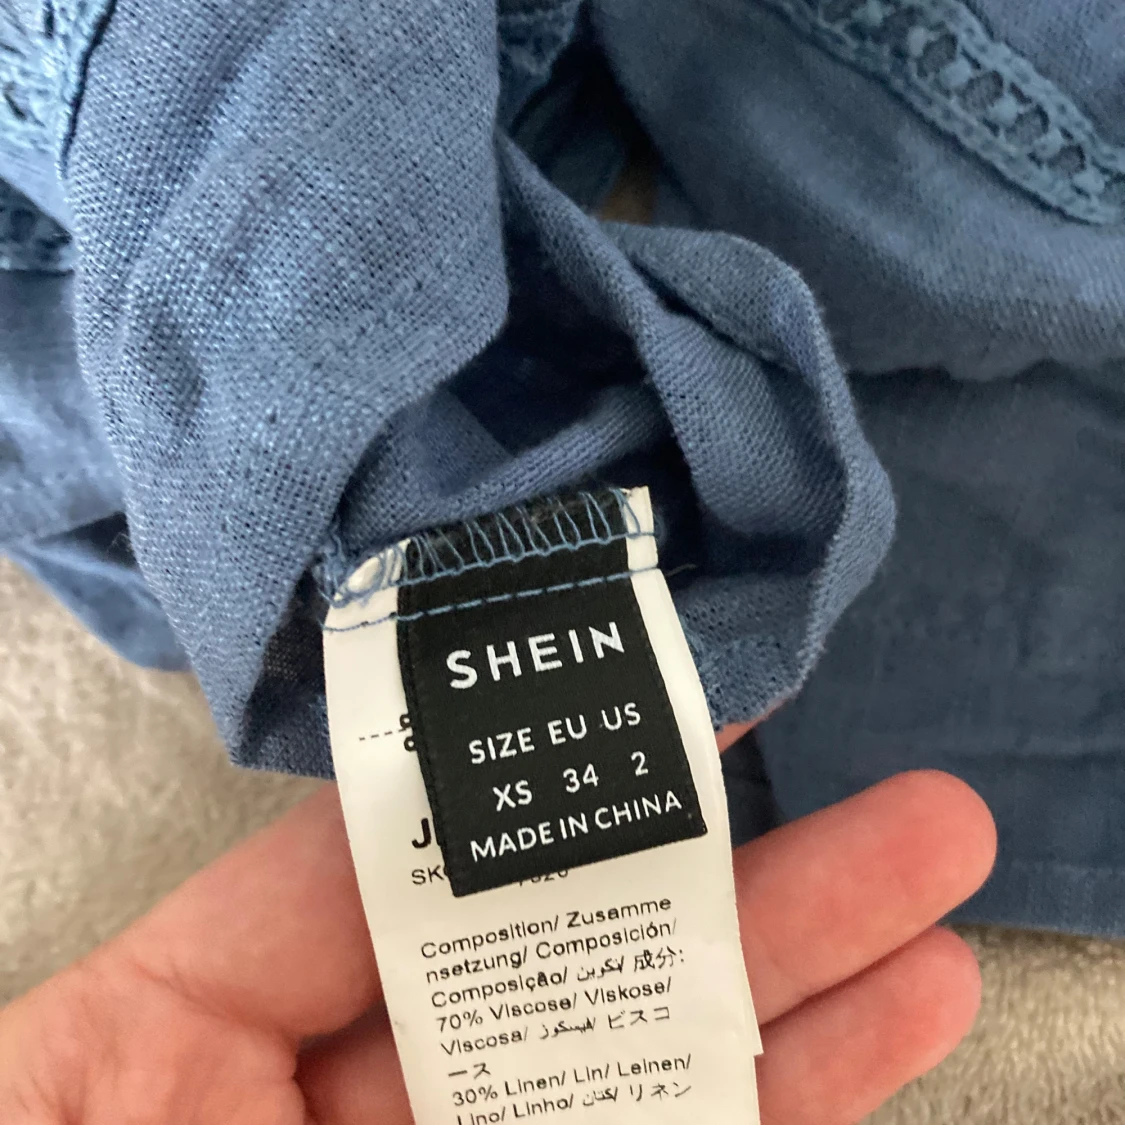 SHEIN
SIZE EU US
XS 34 2
MADE IN CHINA
Composition/ Zusamme
nsetzung/ Composición/
Composição/ تكوين/ 成分:
70% Viscose/ Viskose/
Viscosa/ فيسكوز/ ビスコ
ース
30% Linen/ Lin/ Leinen/
Lino/ Linho/ كتان/ リネン